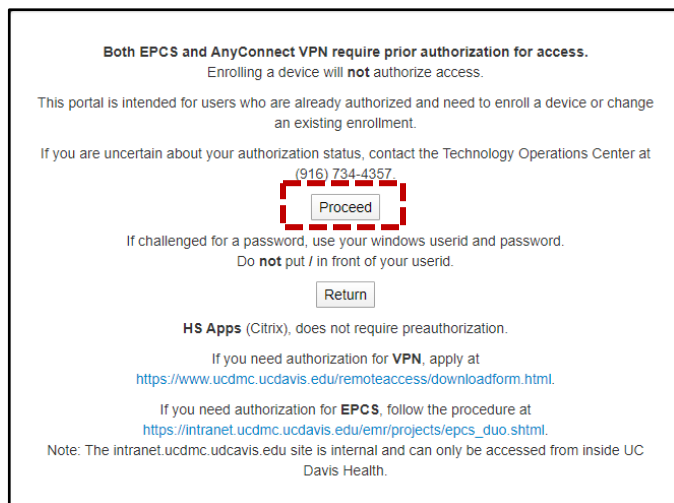 Both EPCS and AnyConnect VPN require prior authorization for access.
Enrolling a device will not authorize access.
This portal is intended for users who are already authorized and need to enroll a device or change
an existing enrollment.
If you are uncertain about your authorization status, contact the Technology Operations Center at
(916) 734-4357.
Proceed
If challenged for a password, use your windows userid and password.
Do not put / in front of your userid.
Return
HS Apps (Citrix), does not require preauthorization.
If you need authorization for VPN, apply at
https://www.ucdmc.ucdavis.edu/remoteaccess/downloadform.html.
If you need authorization for EPCS, follow the procedure at
https://intranet.ucdmc.ucdavis.edu/emr/projects/epcs_duo.shtml.
Note: The intranet.ucdmc.udcavis.edu site is internal and can only be accessed from inside UC
Davis Health.